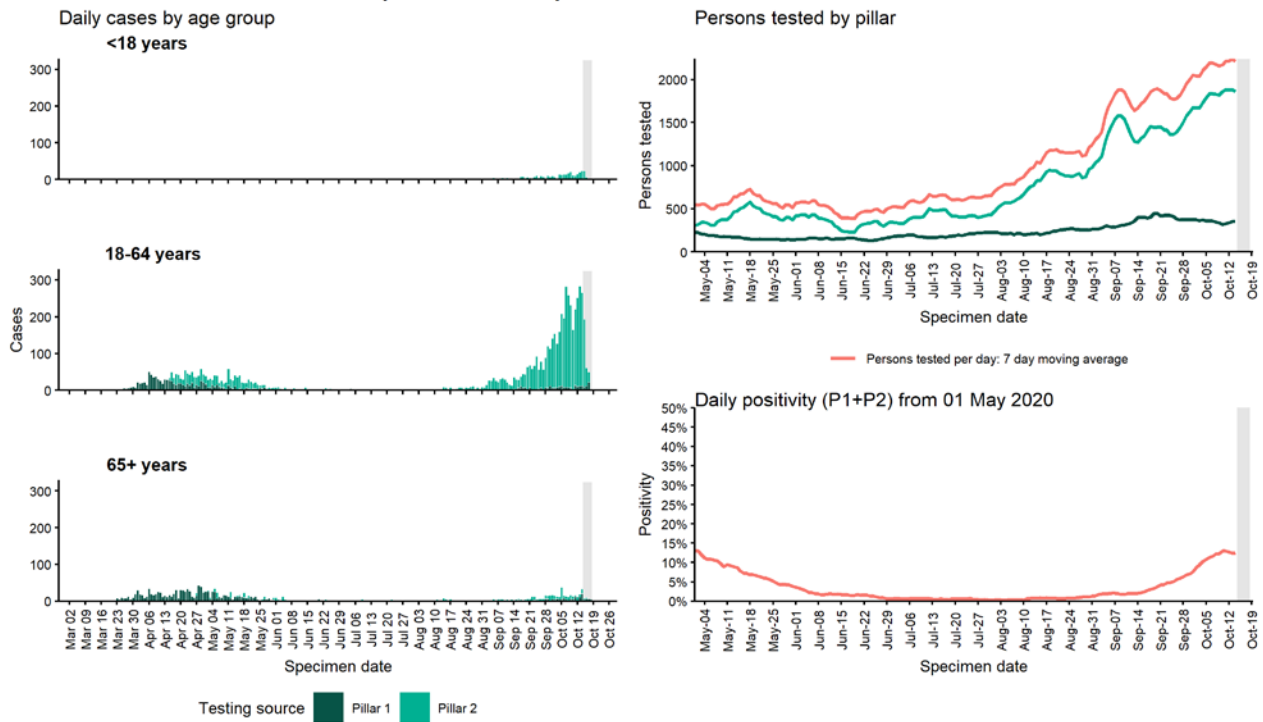 Daily cases by age group
<18 years
300
200
100
0
18-64 years
300
200
100
0
Cases
65+ years
300
200
100
0
Mar 02
Mar 09
Mar 16
Mar 23
Mar 30
Apr 06
Apr 13
Apr 20
Apr 27
May 04
May 11
May 18
May 25
Jun 01
Jun 08
Jun 15
Jun 22
Jun 29
Jul 06
Jul 13
Jul 20
Jul 27
Aug 03
Aug 10
Aug 17
Aug 24
Aug 31
Sep 07
Sep 14
Sep 21
Sep 28
Oct 05
Oct 12
Oct 19
Oct 26
Specimen date
Testing source Pillar 1 Pillar 2
Persons tested by pillar
Persons tested
2000
1500
1000
500
0
May-04
May-11
May-18
May-25
Jun-01
Jun-08
Jun-15
Jun-22
Jun-29
Jul-06
Jul-13
Jul-20
Jul-27
Aug-03
Aug-10
Aug-17
Aug-24
Aug-31
Sep-07
Sep-14
Sep-21
Sep-28
Oct-05
Oct-12
Oct-19
Specimen date
Persons tested per day: 7 day moving average
Daily positivity (P1+P2) from 01 May 2020
Positivity
50%
45%
40%
35%
30%
25%
20%
15%
10%
5%
0%
May-04
May-11
May-18
May-25
Jun-01
Jun-08
Jun-15
Jun-22
Jun-29
Jul-06
Jul-13
Jul-20
Jul-27
Aug-03
Aug-10
Aug-17
Aug-24
Aug-31
Sep-07
Sep-14
Sep-21
Sep-28
Oct-05
Oct-12
Oct-19
Specimen date